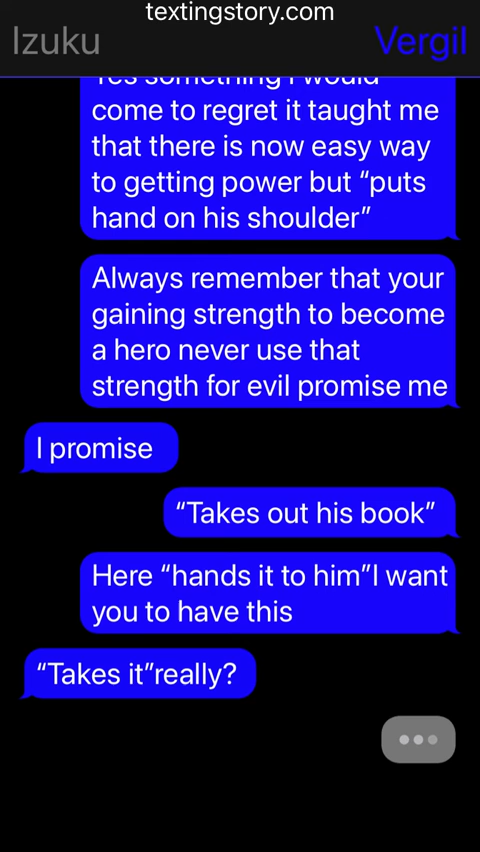 textingstory.com
Izuku
Vergil
Yes something I would
come to regret it taught me
that there is now easy way
to getting power but “puts
hand on his shoulder”
Always remember that your
gaining strength to become
a hero never use that
strength for evil promise me
I promise
“Takes out his book”
Here “hands it to him”I want
you to have this
“Takes it”really?